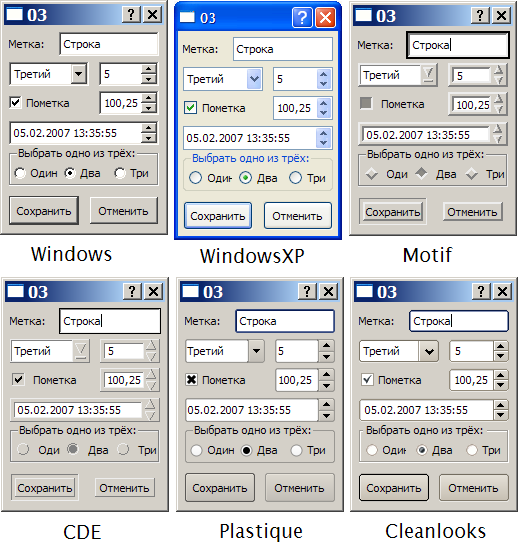 03
Метка: Строка
Третий 5
Пометка 100,25
05.02.2007 13:35:55
Выбрать одно из трёх:
Один Два Три
Сохранить Отменить
Windows
03
Метка: Строка
Третий 5
Пометка 100,25
05.02.2007 13:35:55
Выбрать одно из трёх:
Один Два Три
Сохранить Отменить
WindowsXP
03
Метка: Строка
Третий 5
Пометка 100,25
05.02.2007 13:35:55
Выбрать одно из трёх:
Оди Два Три
Сохранить Отменить
Motif
03
Метка: Строка
Третий 5
Пометка 100,25
05.02.2007 13:35:55
Выбрать одно из трёх:
Оди Два Три
Сохранить Отменить
CDE
03
Метка: Строка
Третий 5
Пометка 100,25
05.02.2007 13:35:55
Выбрать одно из трёх:
Один Два Три
Сохранить Отменить
Plastique
03
Метка: Строка
Третий 5
Пометка 100,25
05.02.2007 13:35:55
Выбрать одно из трёх:
Один Два Три
Сохранить Отменить
Cleanlooks